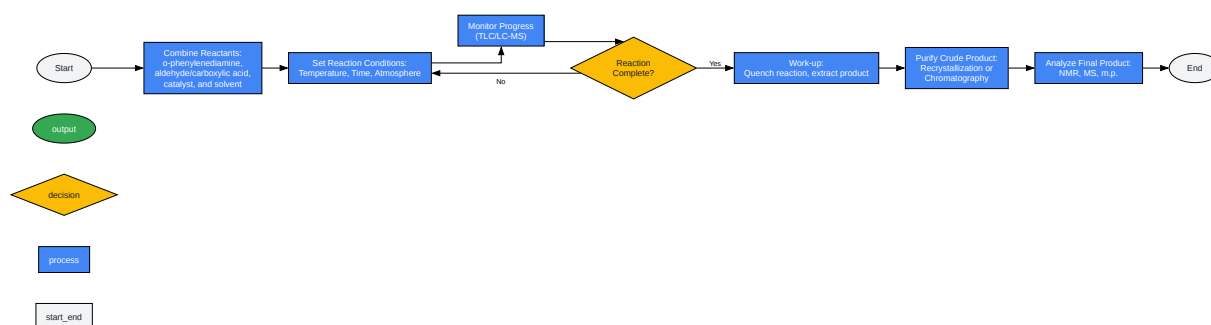 Start
Combine Reactants:
o-phenylenediamine,
aldehyde/carboxylic acid,
catalyst, and solvent
Set Reaction Conditions:
Temperature, Time, Atmosphere
Monitor Progress
(TLC/LC-MS)
Reaction
Complete?
No
Yes
Work-up:
Quench reaction, extract product
Purify Crude Product:
Recrystallization or
Chromatography
Analyze Final Product:
NMR, MS, m.p.
End
output
decision
process
start_end